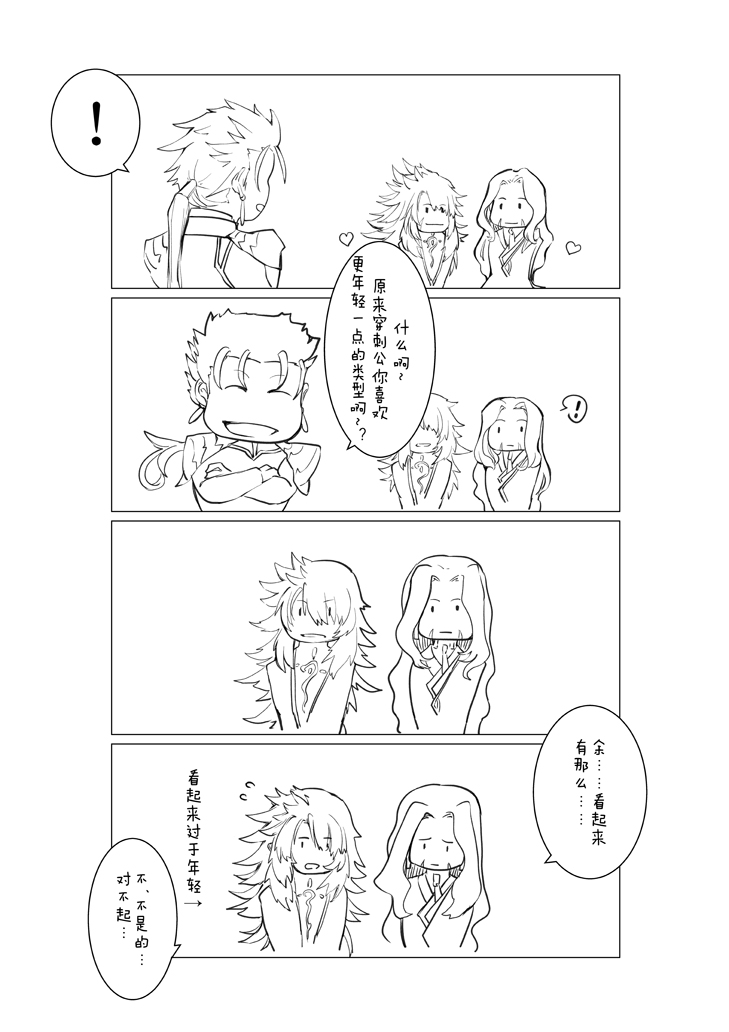 ！
什么啊~
原来穿刺公你喜欢
更年轻一点的类型啊~？
！
余……看起来
有那么……
看起来过于年轻→
不、不是的…
对不起…